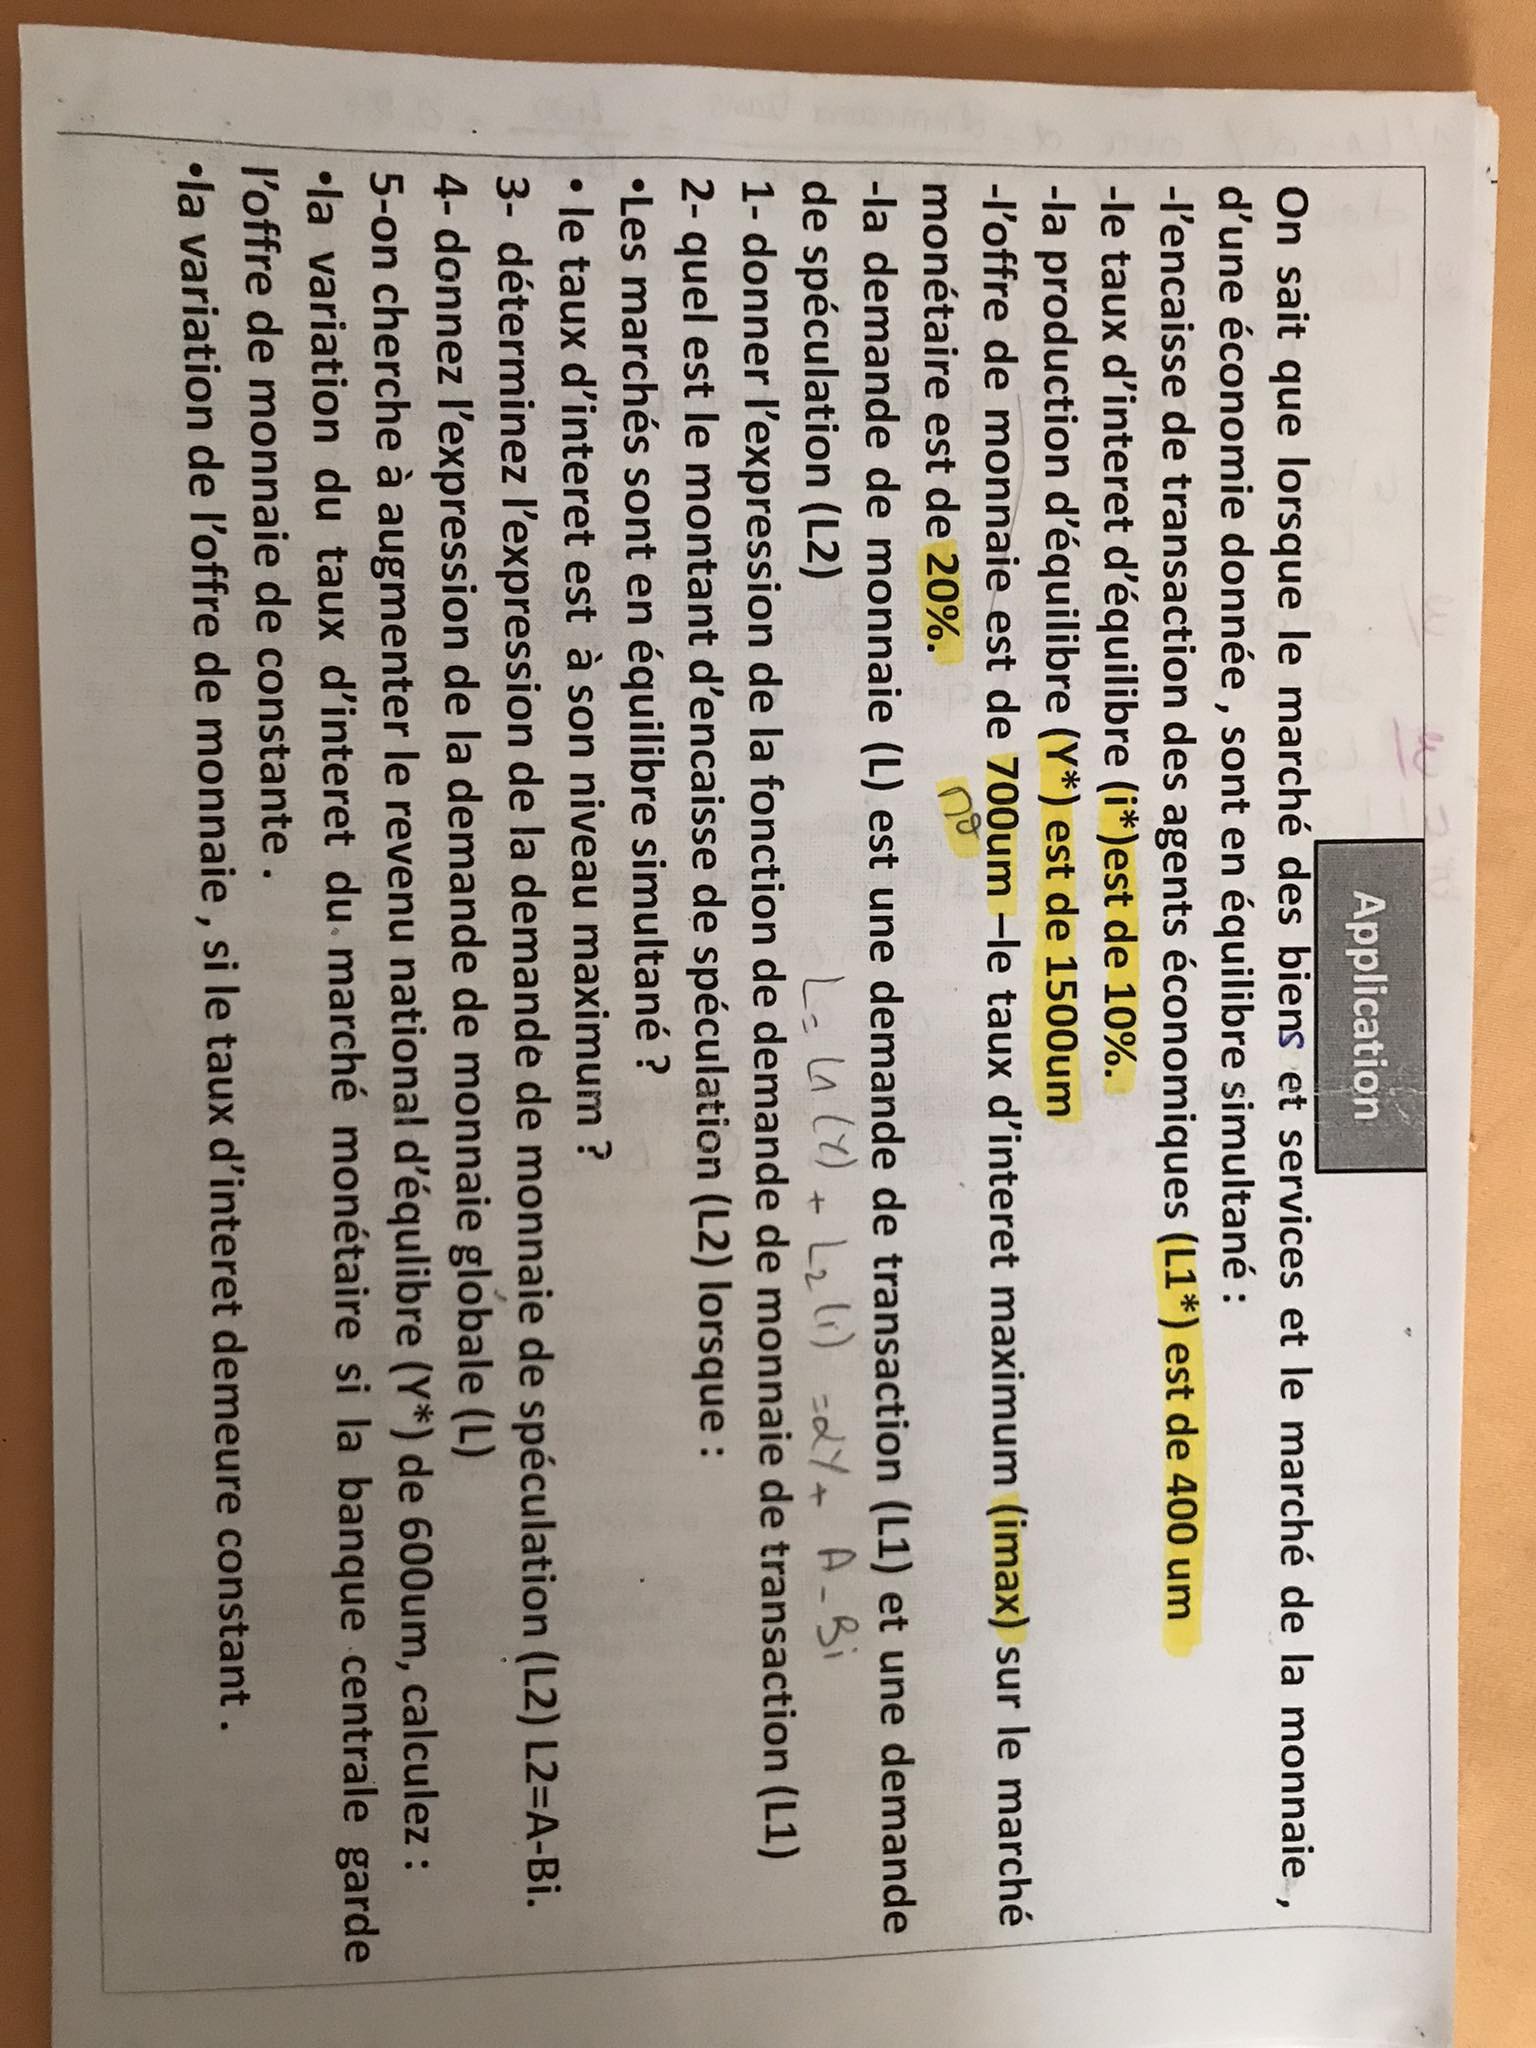 Application
On sait que lorsque le marché des biens et services et le marché de la monnaie ,
d'une économie donnée , sont en équilibre simultané :
-l'encaisse de transaction des agents économiques (L1*) est de 400 um
-le taux d'interet d'équilibre (i*)est de 10%.
-la production d'équilibre (Y*) est de 1500um
-l'offre de monnaie est de 700um –le taux d'interet maximum (imax) sur le marché
monétaire est de 20%.
-la demande de monnaie (L) est une demande de transaction (L1) et une demande
de spéculation (L2) L= L1 (Y) + L2 (i) =αY+ A-Bi
1- donner l'expression de la fonction de demande de monnaie de transaction (L1)
2- quel est le montant d'encaisse de spéculation (L2) lorsque :
•Les marchés sont en équilibre simultané ?
• le taux d'interet est à son niveau maximum ?
3- déterminez l'expression de la demande de monnaie de spéculation (L2) L2=A-Bi.
4- donnez l'expression de la demande de monnaie globale (L)
5-on cherche à augmenter le revenu national d'équlibre (Y*) de 600um, calculez :
•la variation du taux d'interet du marché monétaire si la banque centrale garde
l'offre de monnaie de constante .
•la variation de l'offre de monnaie , si le taux d'interet demeure constant .